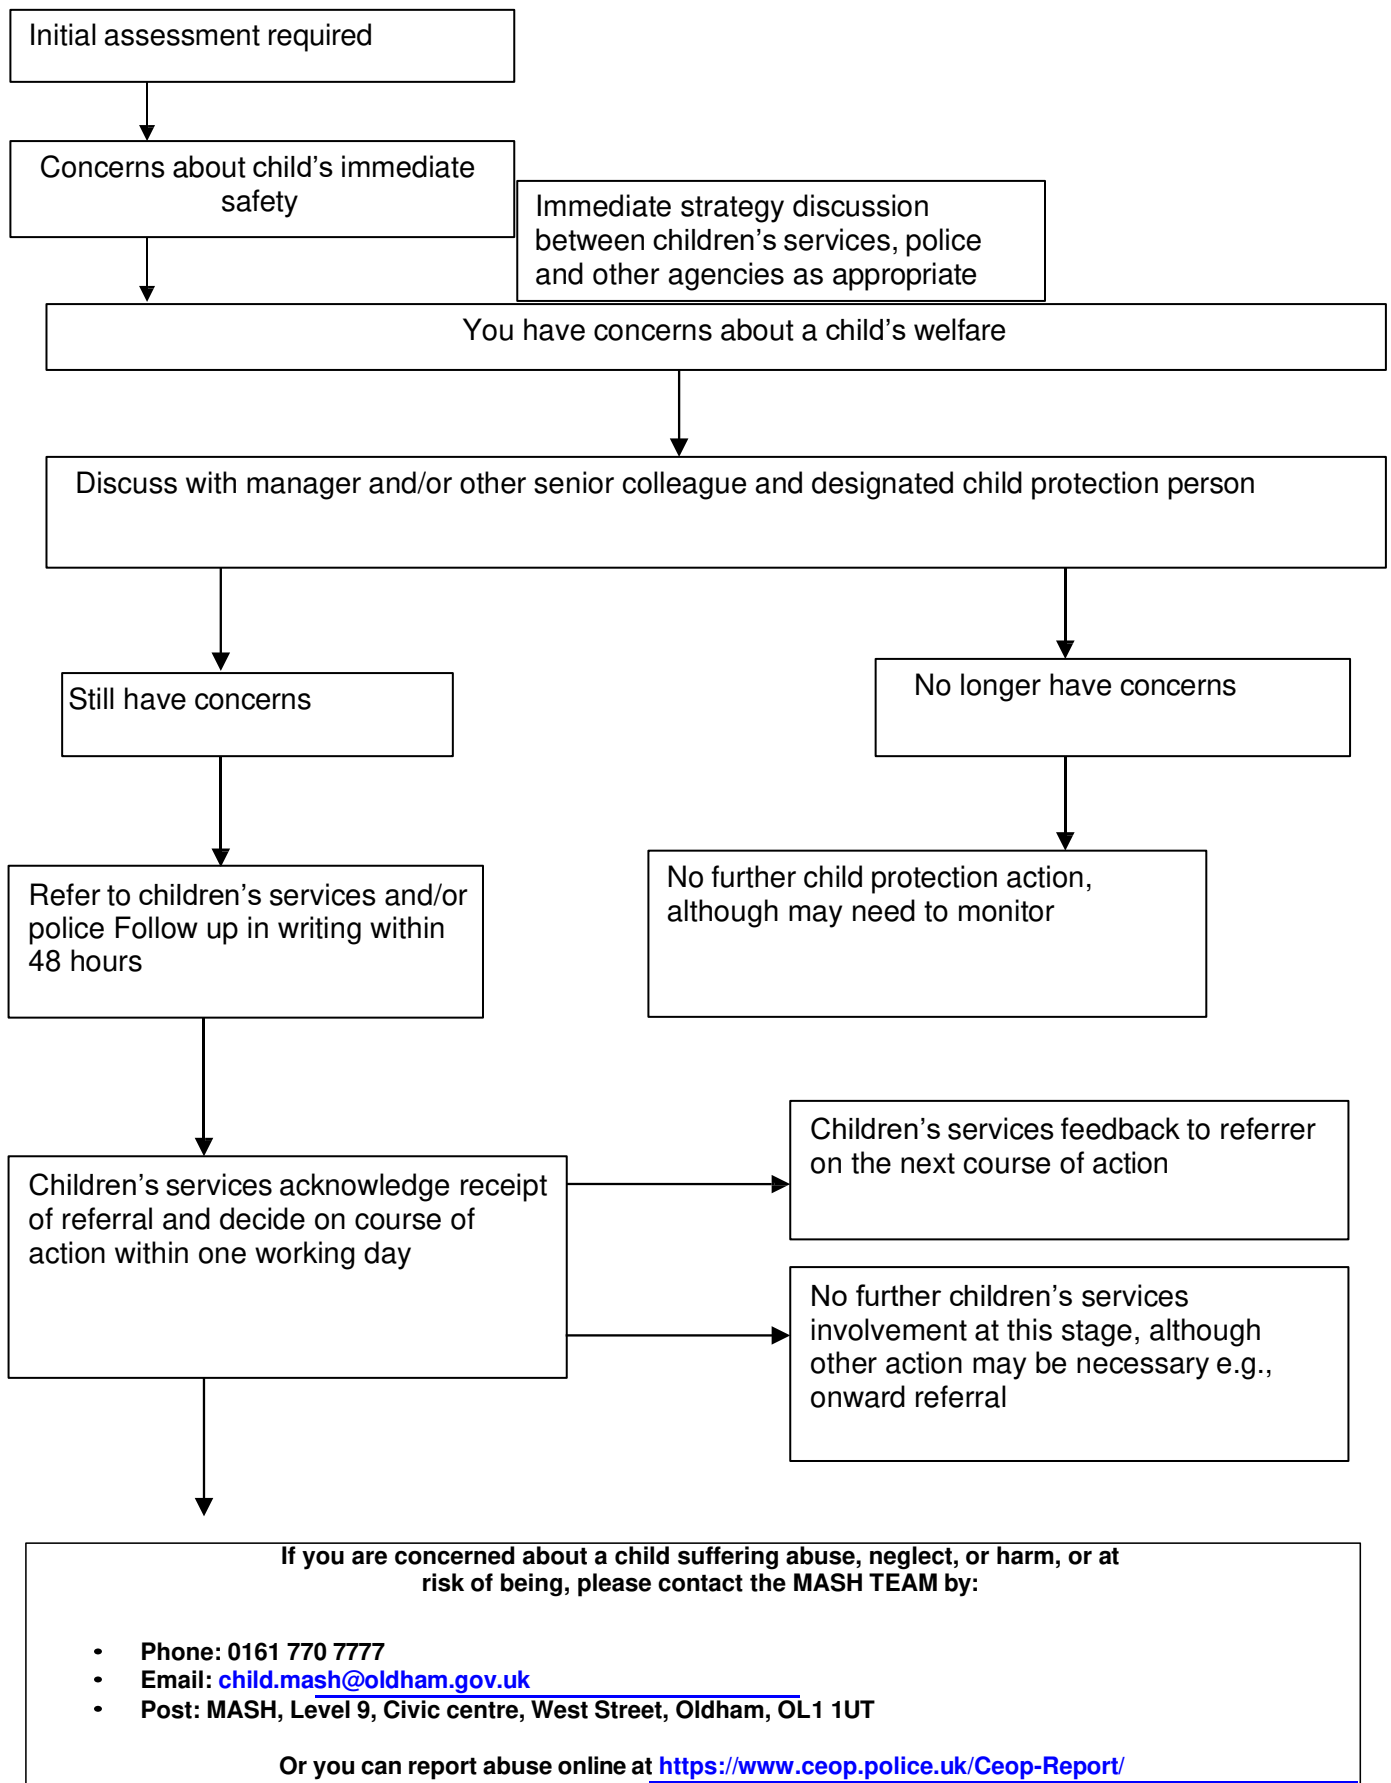 Initial assessment required
Concerns about child's immediate
safety
Immediate strategy discussion
between children's services, police
and other agencies as appropriate
You have concerns about a child's welfare
Discuss with manager and/or other senior colleague and designated child protection person
Still have concerns
No longer have concerns
Refer to children's services and/or
police Follow up in writing within
48 hours
No further child protection action,
although may need to monitor
Children's services feedback to referrer
on the next course of action
Children's services acknowledge receipt
of referral and decide on course of
action within one working day
No further children's services
involvement at this stage, although
other action may be necessary e.g.,
onward referral
If you are concerned about a child suffering abuse, neglect, or harm, or at
risk of being, please contact the MASH TEAM by:
• Phone: 0161 770 7777
• Email: child.mash@oldham.gov.uk
• Post: MASH, Level 9, Civic centre, West Street, Oldham, OL1 1UT
Or you can report abuse online at https://www.ceop.police.uk/Ceop-Report/